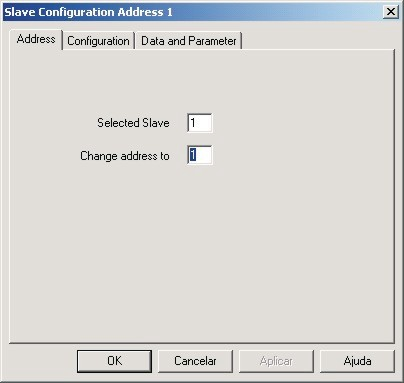 Slave Configuration Address 1
Address Configuration Data and Parameter
Selected Slave 1
Change address to 1
OK Cancelar Aplicar Ajuda